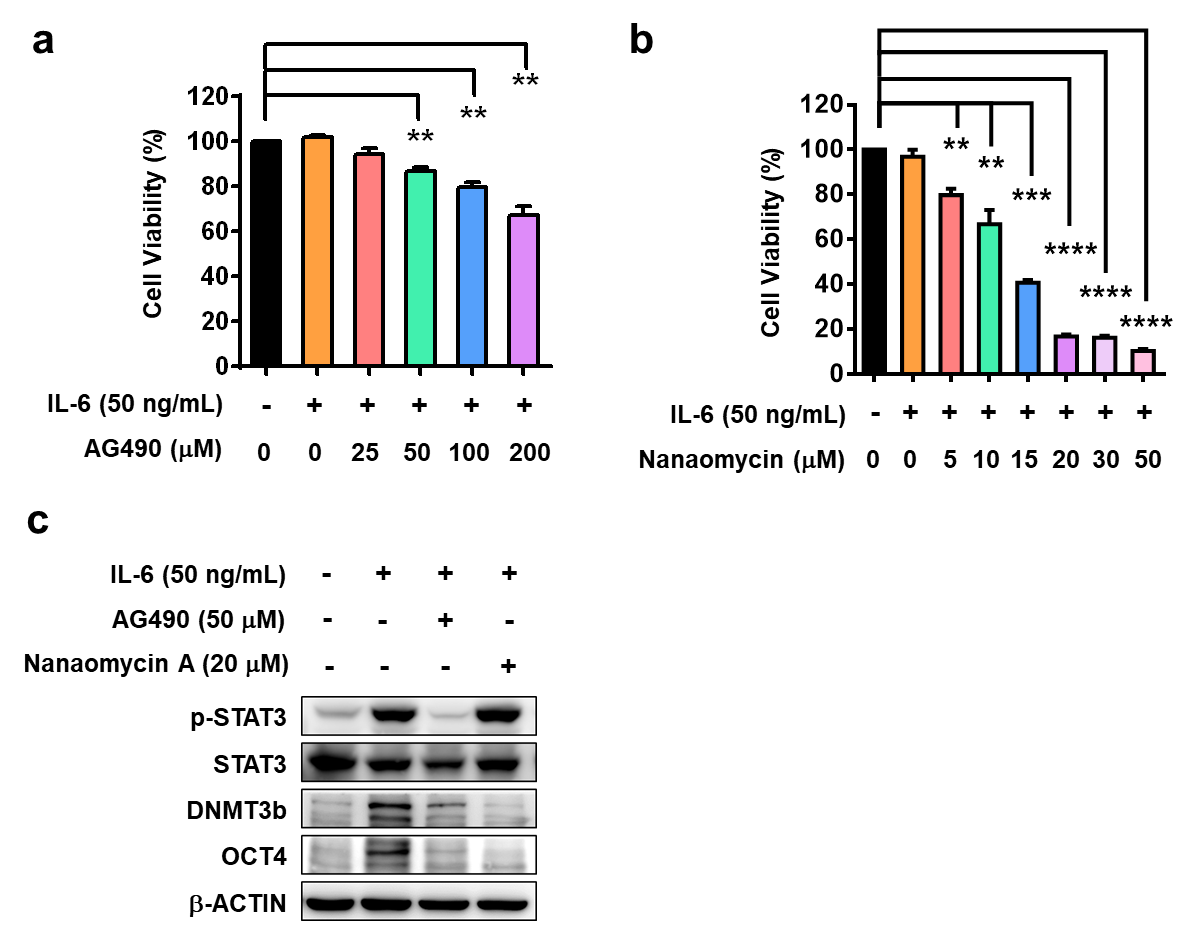 a
**
**
**
120
100
80
60
40
20
0
Cell Viability (%)
IL-6 (50 ng/mL) - + + + + +
AG490 (μM) 0 0 25 50 100 200
b
**
**
***
****
****
****
120
100
80
60
40
20
0
Cell Viability (%)
IL-6 (50 ng/mL) - + + + + + + +
Nanaomycin (μM) 0 0 5 10 15 20 30 50
c
IL-6 (50 ng/mL) - + + +
AG490 (50 μM) - - + -
Nanaomycin A (20 μM) - - - +
p-STAT3
STAT3
DNMT3b
OCT4
β-ACTIN